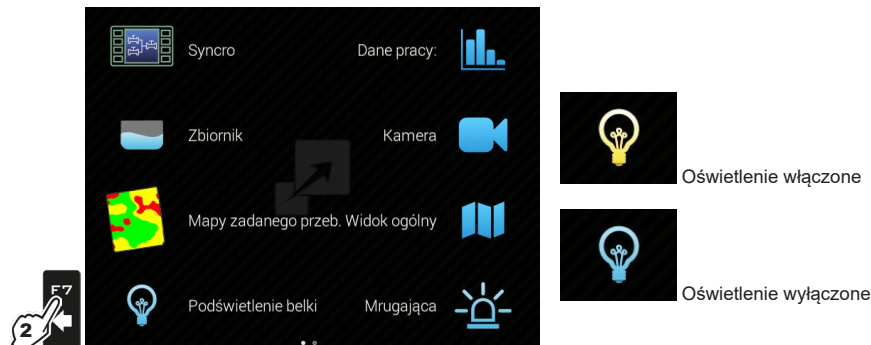 Syncro Dane pracy:
Zbiornik Kamera
Oświetlenie włączone
Mapy zadanego przeb. Widok ogólny
F7
2
Podświetlenie belki Mrugająca
Oświetlenie wyłączone